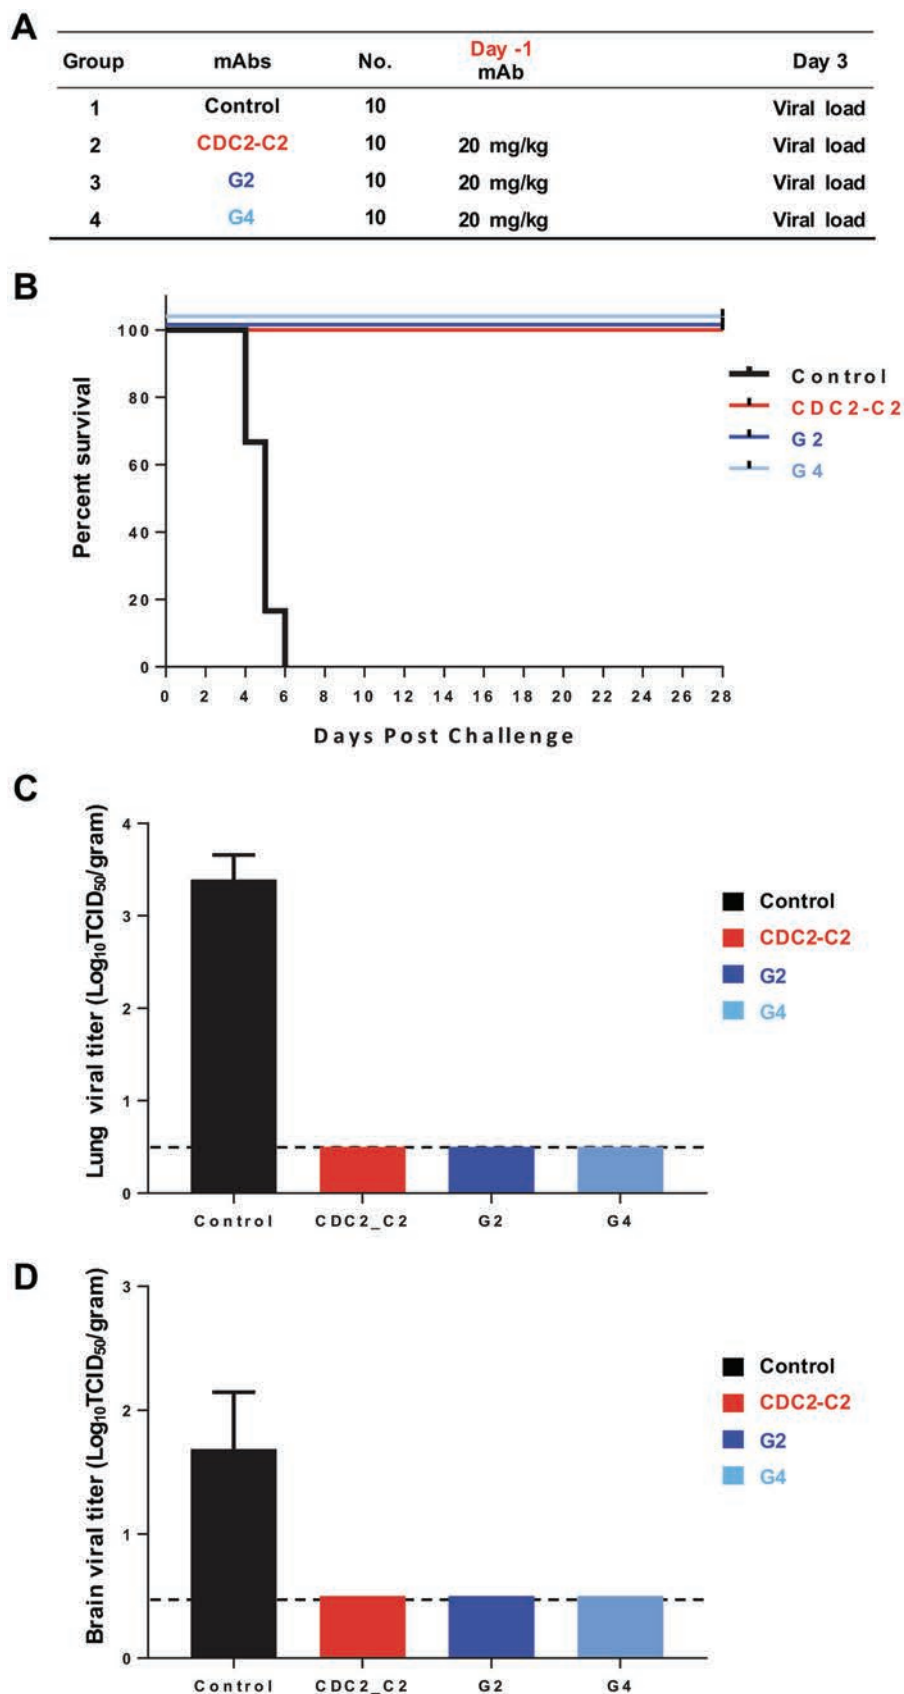 A
Group mAbs No. Day -1 mAb Day 3
1 Control 10 Viral load
2 CDC2-C2 10 20 mg/kg Viral load
3 G2 10 20 mg/kg Viral load
4 G4 10 20 mg/kg Viral load
B
Percent survival
100
80
60
40
20
0
0 2 4 6 8 10 12 14 16 18 20 22 24 26 28
Days Post Challenge
Control
CDC2-C2
G2
G4
C
Lung viral titer (Log₁₀TCID₅₀/gram)
4
3
2
1
0
Control CDC2_C2 G2 G4
Control
CDC2-C2
G2
G4
D
Brain viral titer (Log₁₀TCID₅₀/gram)
3
2
1
0
Control CDC2_C2 G2 G4
Control
CDC2-C2
G2
G4